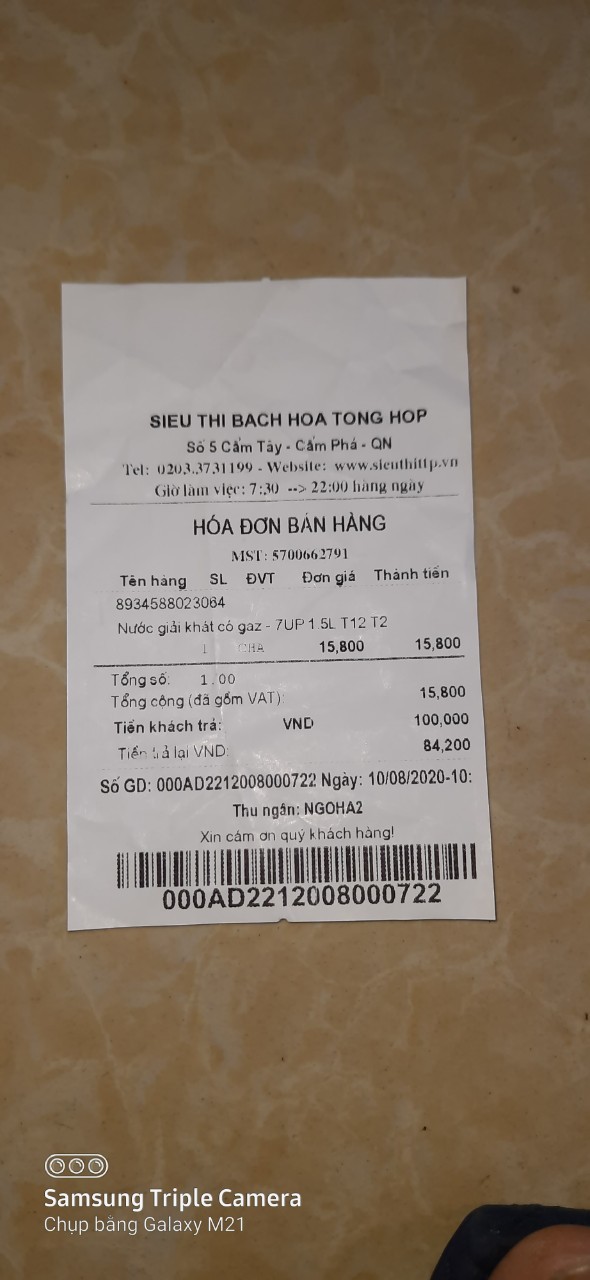 SIEU THI BACH HOA TONG HOP
Số 5 Cẩm Tây - Cẩm Phả - QN
Tel: 0203.3731199 - Website: www.sieuthittp.vn
Giờ làm việc: 7:30 --> 22:00 hàng ngày
HÓA ĐƠN BÁN HÀNG
MST: 5700662791
Tên hàng SL ĐVT Đơn giá Thành tiền
8934588023064
Nước giải khát có gaz - 7UP 1.5L T12 T2
1 CHA 15,800 15,800
Tổng số: 1.00
Tổng cộng (đã gồm VAT): 15,800
Tiền khách trả: VND 100,000
Tiền trả lại VND: 84,200
Số GD: 000AD2212008000722 Ngày: 10/08/2020-10:
Thu ngân: NGOHA2
Xin cám ơn quý khách hàng!
000AD2212008000722
Samsung Triple Camera
Chụp bằng Galaxy M21